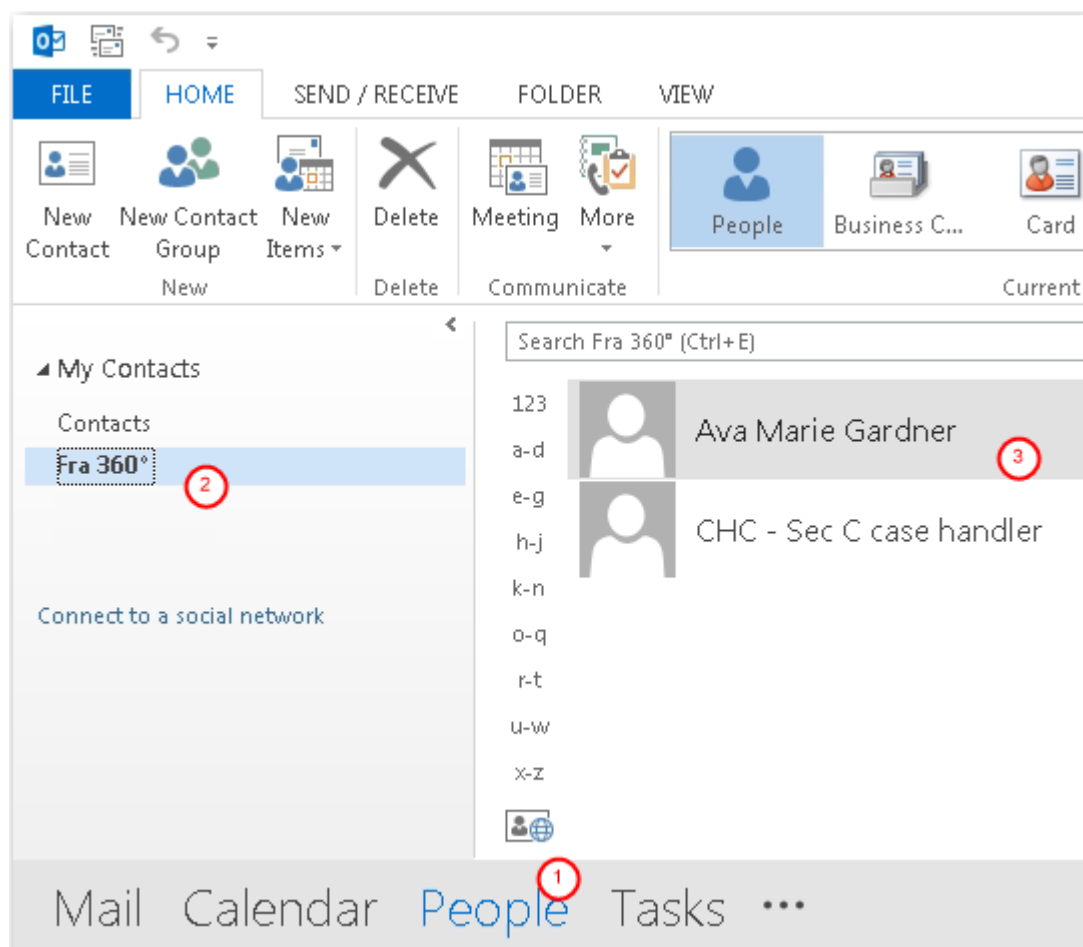 FILE HOME SEND / RECEIVE FOLDER VIEW
New Contact
New Contact Group
New Items
Delete
Meeting
More
People
Business C...
Card
New
Delete
Communicate
Current
My Contacts
Contacts
Fra 360°
2
Connect to a social network
Search Fra 360° (Ctrl+E)
123
a-d
e-g
h-j
k-n
o-q
r-t
u-w
x-z
Ava Marie Gardner
3
CHC - Sec C case handler
1
Mail Calendar People Tasks •••